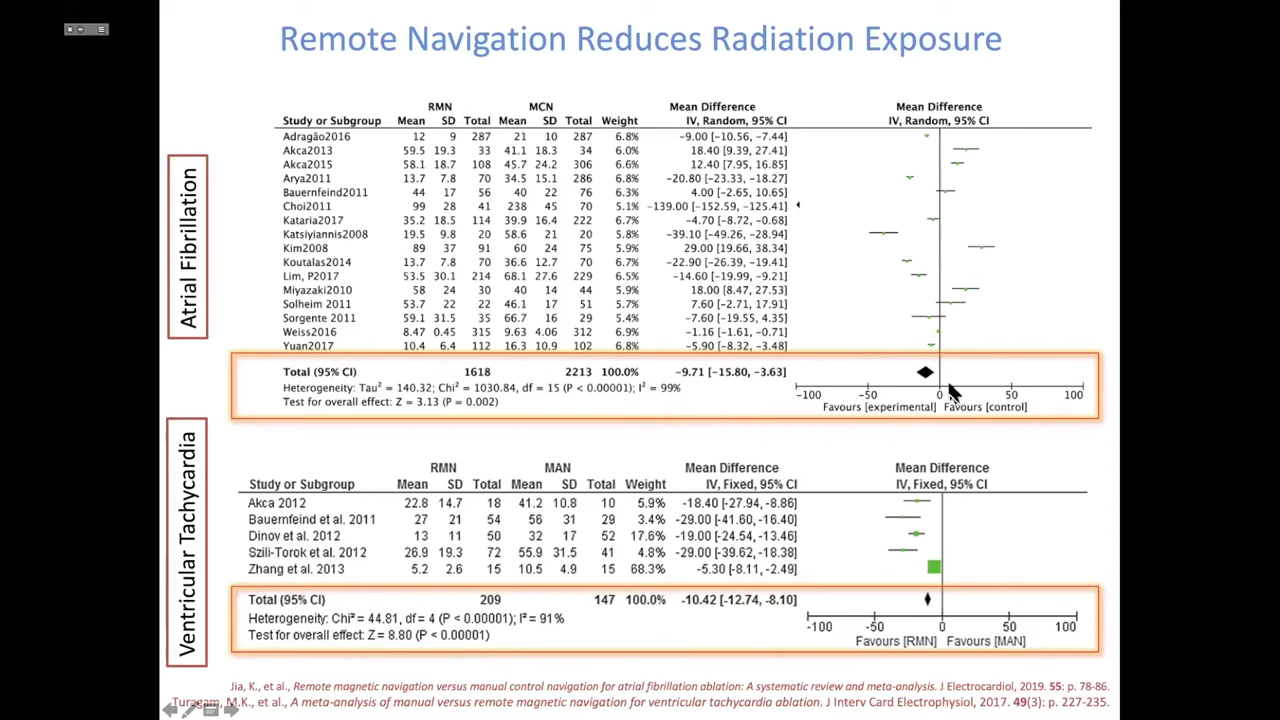 Remote Navigation Reduces Radiation Exposure
Atrial Fibrillation
RMN MCN Mean Difference Mean Difference
Study or Subgroup Mean SD Total Mean SD Total Weight IV, Random, 95% CI IV, Random, 95% CI
Adragão2016 12 9 287 21 10 287 6.8% −9.00 [−10.56, −7.44]
Akca2013 59.5 19.3 33 41.1 18.3 34 6.0% 18.40 [9.39, 27.41]
Akca2015 58.1 18.7 108 45.7 24.2 306 6.6% 12.40 [7.95, 16.85]
Arya2011 13.7 7.8 70 34.5 15.1 286 6.8% −20.80 [−23.33, −18.27]
Bauernfeind2011 44 17 56 40 22 76 6.3% 4.00 [−2.65, 10.65]
Choi2011 99 28 41 238 45 70 5.1% −139.00 [−152.59, −125.41]
Kataria2017 35.2 18.5 114 39.9 16.4 222 6.7% −4.70 [−8.72, −0.68]
Katsiyiannis2008 19.5 9.8 20 58.6 21 20 5.9% −39.10 [−49.26, −28.94]
Kim2008 89 37 91 60 24 75 5.9% 29.00 [19.66, 38.34]
Koutalas2014 13.7 7.8 70 36.6 12.7 70 6.7% −22.90 [−26.39, −19.41]
Lim, P2017 53.5 30.1 214 68.1 27.6 229 6.5% −14.60 [−19.99, −9.21]
Miyazaki2010 58 24 30 40 14 44 5.9% 18.00 [8.47, 27.53]
Solheim 2011 53.7 22 22 46.1 17 51 5.8% 7.60 [−2.71, 17.91]
Sorgente 2011 59.1 31.5 35 66.7 16 29 5.6% −7.60 [−19.55, 4.35]
Weiss2016 8.47 0.45 315 9.63 4.06 312 6.8% −1.16 [−1.61, −0.71]
Yuan2017 10.4 6.4 112 16.3 10.9 102 6.8% −5.90 [−8.32, −3.48]
Total (95% CI) 1618 2213 100.0% −9.71 [−15.80, −3.63]
Heterogeneity: Tau² = 140.32; Chi² = 1030.84, df = 15 (P < 0.00001); I² = 99%
Test for overall effect: Z = 3.13 (P = 0.002)
−100 −50 0 50 100
Favours [experimental] Favours [control]
Ventricular Tachycardia
RMN MAN Mean Difference Mean Difference
Study or Subgroup Mean SD Total Mean SD Total Weight IV, Fixed, 95% CI IV, Fixed, 95% CI
Akca 2012 22.8 14.7 18 41.2 10.8 10 5.9% -18.40 [-27.94, -8.86]
Bauernfeind et al. 2011 27 21 54 56 31 29 3.4% -29.00 [-41.60, -16.40]
Dinov et al. 2012 13 11 50 32 17 52 17.6% -19.00 [-24.54, -13.46]
Szili-Torok et al. 2012 26.9 19.3 72 55.9 31.5 41 4.8% -29.00 [-39.62, -18.38]
Zhang et al. 2013 5.2 2.6 15 10.5 4.9 15 68.3% -5.30 [-8.11, -2.49]
Total (95% CI) 209 147 100.0% -10.42 [-12.74, -8.10]
Heterogeneity: Chi² = 44.81, df = 4 (P < 0.00001); I² = 91%
Test for overall effect: Z = 8.80 (P < 0.00001)
-100 -50 0 50 100
Favours [RMN] Favours [MAN]
Jia, K., et al., Remote magnetic navigation versus manual control navigation for atrial fibrillation ablation: A systematic review and meta-analysis. J Electrocardiol, 2019. 55: p. 78-86.
Turagam, M.K., et al., A meta-analysis of manual versus remote magnetic navigation for ventricular tachycardia ablation. J Interv Card Electrophysiol, 2017. 49(3): p. 227-235.